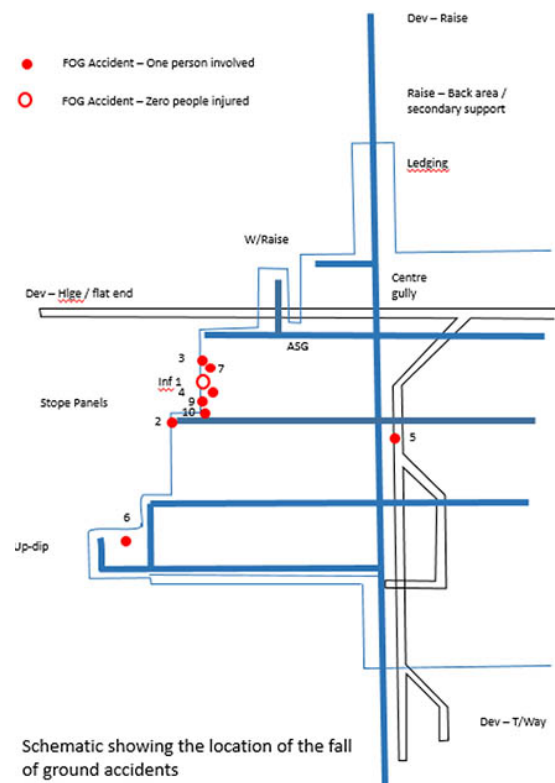 Dev – Raise
FOG Accident – One person involved
FOG Accident – Zero people injured
Raise – Back area /
secondary support
Ledging
W/Raise
Centre
gully
Dev – Hlge / flat end
ASG
3
7
Inf 1
4
9
10
Stope Panels
2
5
6
Up-dip
Dev – T/Way
Schematic showing the location of the fall
of ground accidents